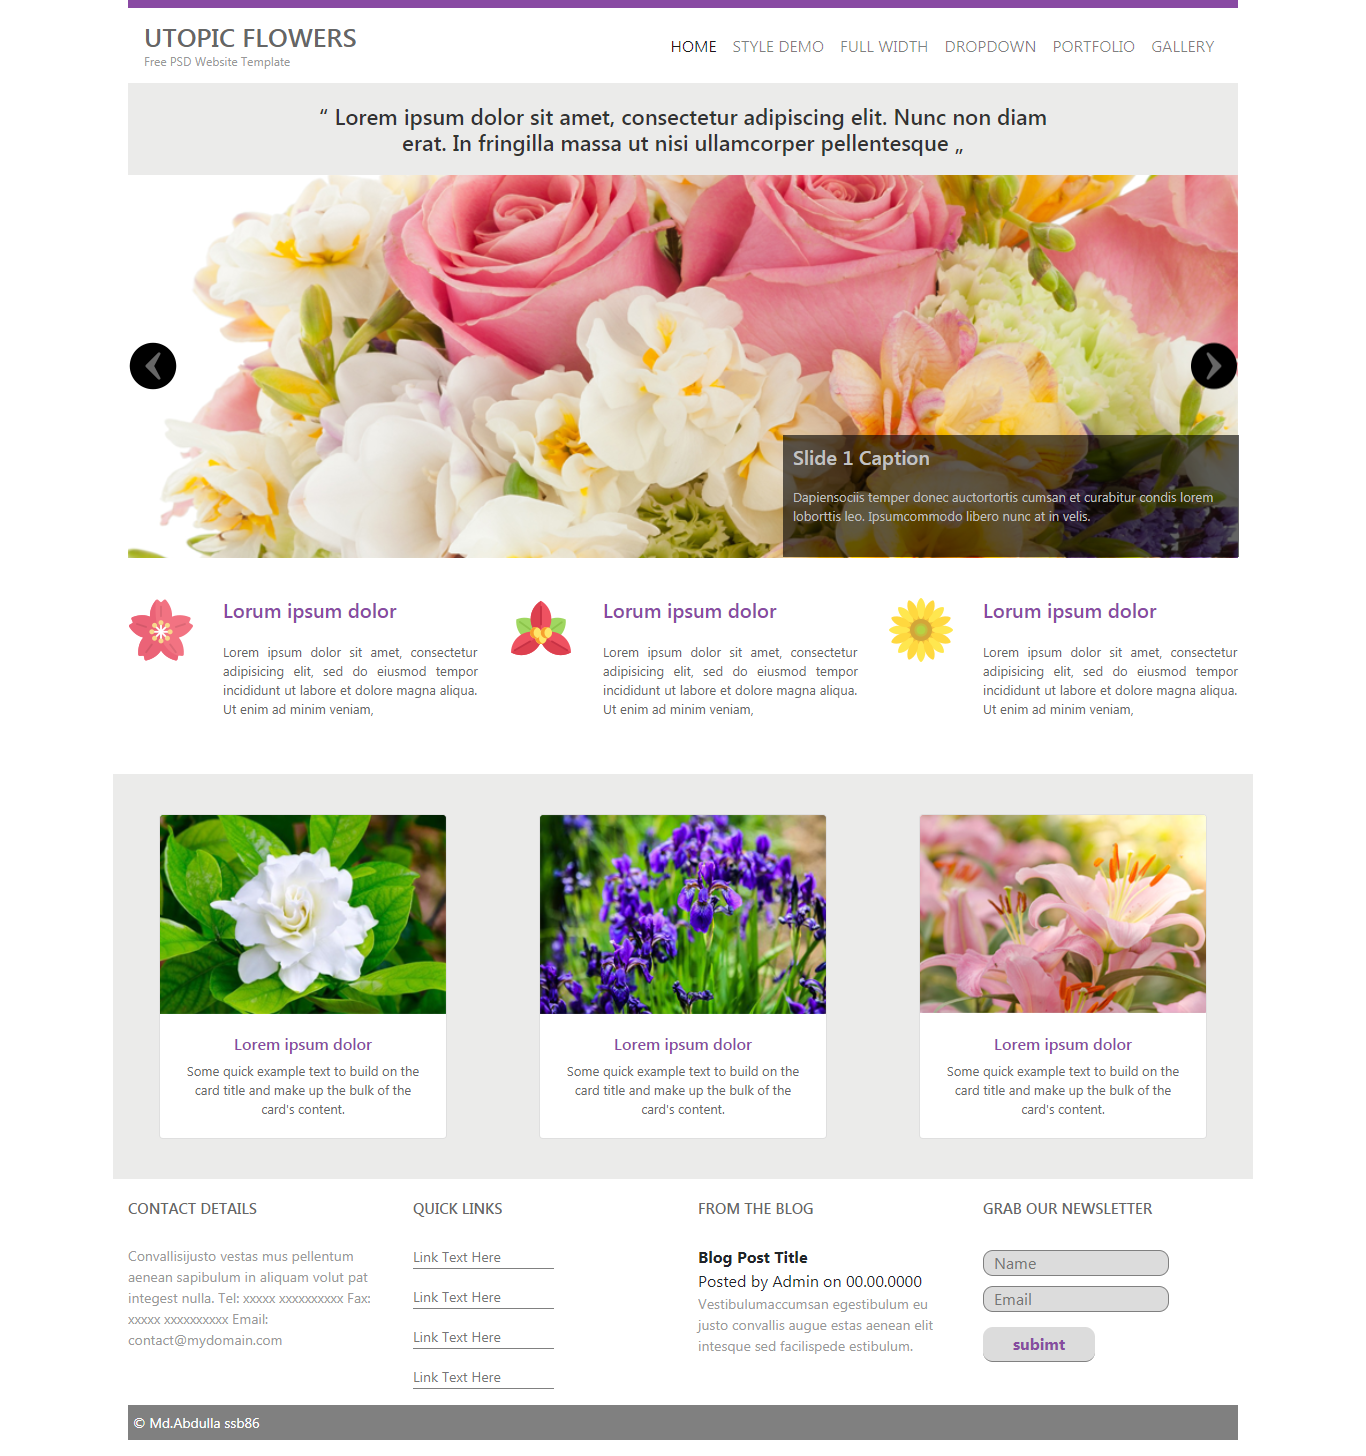 UTOPIC FLOWERS
Free PSD Website Template
HOME STYLE DEMO FULL WIDTH DROPDOWN PORTFOLIO GALLERY
“ Lorem ipsum dolor sit amet, consectetur adipiscing elit. Nunc non diam
erat. In fringilla massa ut nisi ullamcorper pellentesque „
Slide 1 Caption
Dapiensociis temper donec auctortortis cumsan et curabitur condis lorem
loborttis leo. Ipsumcommodo libero nunc at in velis.
Lorum ipsum dolor
Lorem ipsum dolor sit amet, consectetur
adipisicing elit, sed do eiusmod tempor
incididunt ut labore et dolore magna aliqua.
Ut enim ad minim veniam,
Lorum ipsum dolor
Lorem ipsum dolor sit amet, consectetur
adipisicing elit, sed do eiusmod tempor
incididunt ut labore et dolore magna aliqua.
Ut enim ad minim veniam,
Lorum ipsum dolor
Lorem ipsum dolor sit amet, consectetur
adipisicing elit, sed do eiusmod tempor
incididunt ut labore et dolore magna aliqua.
Ut enim ad minim veniam,
Lorem ipsum dolor
Some quick example text to build on the
card title and make up the bulk of the
card's content.
Lorem ipsum dolor
Some quick example text to build on the
card title and make up the bulk of the
card's content.
Lorem ipsum dolor
Some quick example text to build on the
card title and make up the bulk of the
card's content.
CONTACT DETAILS
Convallisijusto vestas mus pellentum
aenean sapibulum in aliquam volut pat
integest nulla. Tel: xxxxx xxxxxxxxxx Fax:
xxxxx xxxxxxxxxx Email:
contact@mydomain.com
QUICK LINKS
Link Text Here
Link Text Here
Link Text Here
Link Text Here
FROM THE BLOG
Blog Post Title
Posted by Admin on 00.00.0000
Vestibulumaccumsan egestibulum eu
justo convallis augue estas aenean elit
intesque sed facilispede estibulum.
GRAB OUR NEWSLETTER
Name
Email
subimt
© Md.Abdulla ssb86